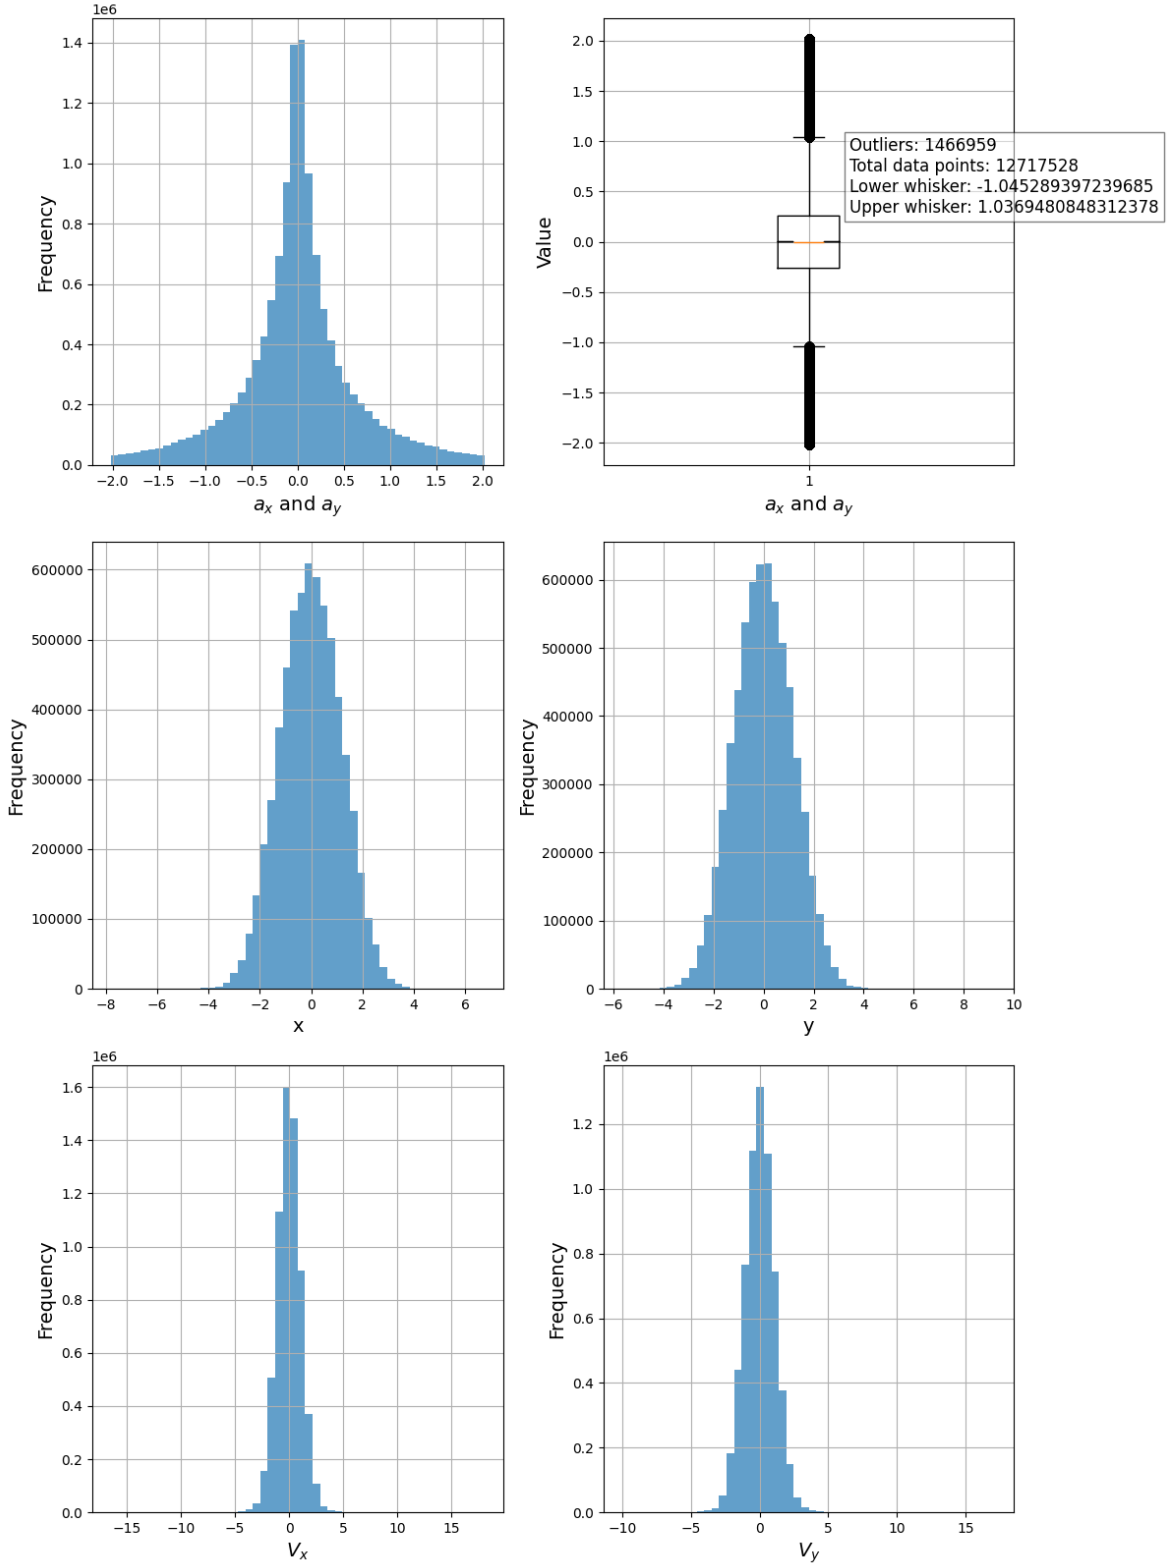 1e6
1.4
1.2
1.0
0.8
0.6
0.4
0.2
0.0
Frequency
−2.0 −1.5 −1.0 −0.5 0.0 0.5 1.0 1.5 2.0
a_x and a_y
2.0
1.5
1.0
0.5
0.0
−0.5
−1.0
−1.5
−2.0
Value
Outliers: 1466959
Total data points: 12717528
Lower whisker: -1.045289397239685
Upper whisker: 1.0369480848312378
1
a_x and a_y
600000
500000
400000
300000
200000
100000
0
Frequency
−8 −6 −4 −2 0 2 4 6
x
600000
500000
400000
300000
200000
100000
0
Frequency
−6 −4 −2 0 2 4 6 8 10
y
1e6
1.6
1.4
1.2
1.0
0.8
0.6
0.4
0.2
0.0
Frequency
−15 −10 −5 0 5 10 15
V_x
1e6
1.2
1.0
0.8
0.6
0.4
0.2
0.0
Frequency
−10 −5 0 5 10 15
V_y